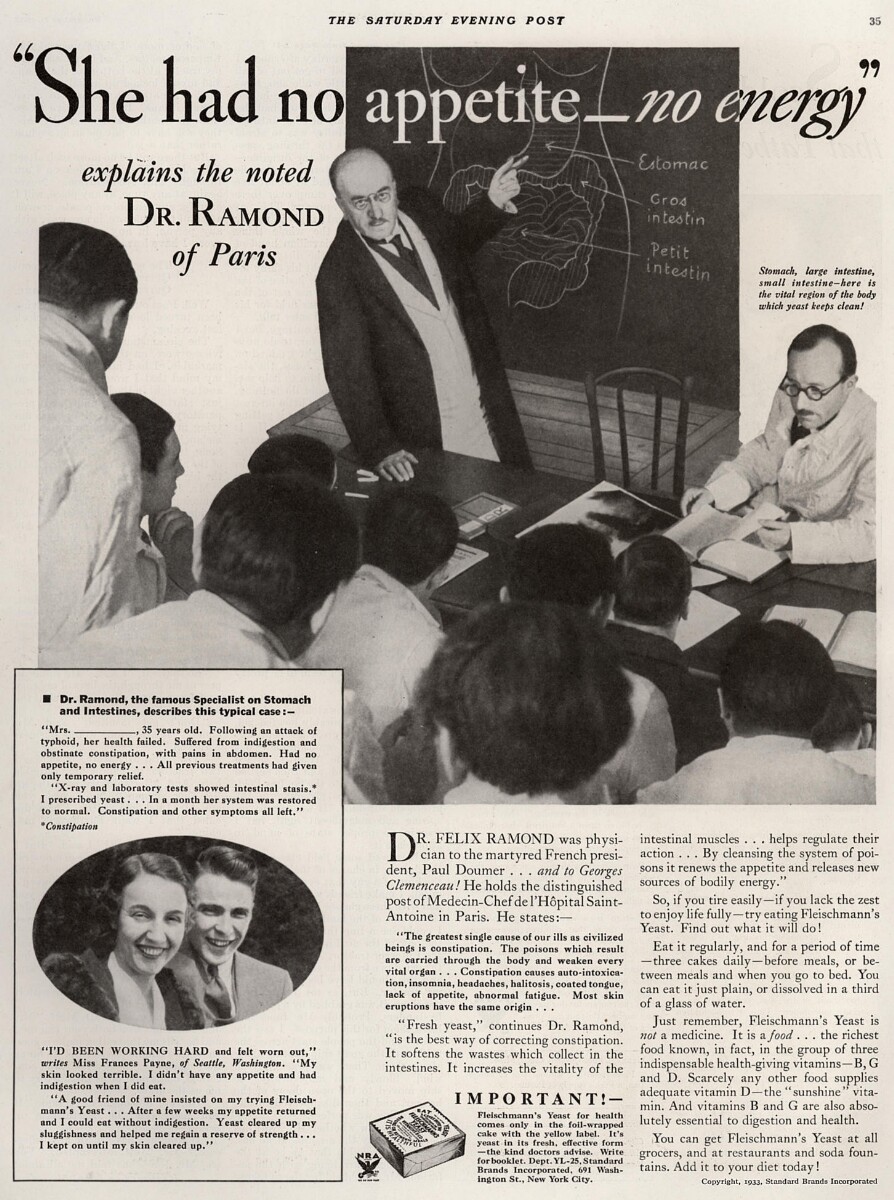 THE SATURDAY EVENING POST
35
“She had no appetite—no energy”
explains the noted
DR. RAMOND
of Paris
Estomac
Gros
intestin
Petit
intestin
Stomach, large intestine,
small intestine—here is
the vital region of the body
which yeast keeps clean!
■ Dr. Ramond, the famous Specialist on Stomach
and Intestines, describes this typical case:—
“Mrs. ________, 35 years old. Following an attack of
typhoid, her health failed. Suffered from indigestion and
obstinate constipation, with pains in abdomen. Had no
appetite, no energy . . . All previous treatments had given
only temporary relief.
“X-ray and laboratory tests showed intestinal stasis.*
I prescribed yeast . . . In a month her system was restored
to normal. Constipation and other symptoms all left.”
*Constipation
“I’D BEEN WORKING HARD and felt worn out,”
writes Miss Frances Payne, of Seattle, Washington. “My
skin looked terrible. I didn’t have any appetite and had
indigestion when I did eat.
“A good friend of mine insisted on my trying Fleisch-
mann’s Yeast . . . After a few weeks my appetite returned
and I could eat without indigestion. Yeast cleared up my
sluggishness and helped me regain a reserve of strength . . .
I kept on until my skin cleared up.”
DR. FELIX RAMOND was physi-
cian to the martyred French presi-
dent, Paul Doumer . . . and to Georges
Clemenceau! He holds the distinguished
post of Medecin-Chef de l’Hôpital Saint-
Antoine in Paris. He states:—
“The greatest single cause of our ills as civilized
beings is constipation. The poisons which result
are carried through the body and weaken every
vital organ . . . Constipation causes auto-intoxica-
tion, insomnia, headaches, halitosis, coated tongue,
lack of appetite, abnormal fatigue. Most skin
eruptions have the same origin . . .
“Fresh yeast,” continues Dr. Ramond,
“is the best way of correcting constipation.
It softens the wastes which collect in the
intestines. It increases the vitality of the
intestinal muscles . . . helps regulate their
action . . . By cleansing the system of poi-
sons it renews the appetite and releases new
sources of bodily energy.”
So, if you tire easily—if you lack the zest
to enjoy life fully—try eating Fleischmann’s
Yeast. Find out what it will do!
Eat it regularly, and for a period of time
—three cakes daily—before meals, or be-
tween meals and when you go to bed. You
can eat it just plain, or dissolved in a third
of a glass of water.
Just remember, Fleischmann’s Yeast is
not a medicine. It is a food . . . the richest
food known, in fact, in the group of three
indispensable health-giving vitamins—B, G
and D. Scarcely any other food supplies
adequate vitamin D—the “sunshine” vita-
min. And vitamins B and G are also abso-
lutely essential to digestion and health.
You can get Fleischmann’s Yeast at all
grocers, and at restaurants and soda foun-
tains. Add it to your diet today!
IMPORTANT!—
Fleischmann’s Yeast for health
comes only in the foil-wrapped
cake with the yellow label. It’s
yeast in its fresh, effective form
—the kind doctors advise. Write
for booklet. Dept. YL-25, Standard
Brands Incorporated, 691 Wash-
ington St., New York City.
NRA
Copyright, 1933, Standard Brands Incorporated